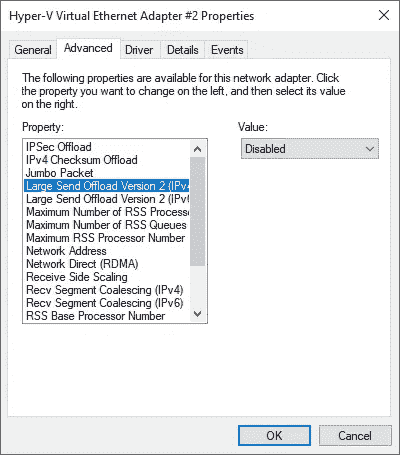 Hyper-V Virtual Ethernet Adapter #2 Properties
General Advanced Driver Details Events
The following properties are available for this network adapter. Click
the property you want to change on the left, and then select its value
on the right.
Property:
Value:
IPSec Offload
IPv4 Checksum Offload
Jumbo Packet
Large Send Offload Version 2 (IPv4
Large Send Offload Version 2 (IPv6
Maximum Number of RSS Processo
Maximum Number of RSS Queues
Maximum RSS Processor Number
Network Address
Network Direct (RDMA)
Receive Side Scaling
Recv Segment Coalescing (IPv4)
Recv Segment Coalescing (IPv6)
RSS Base Processor Number
Disabled
OK
Cancel